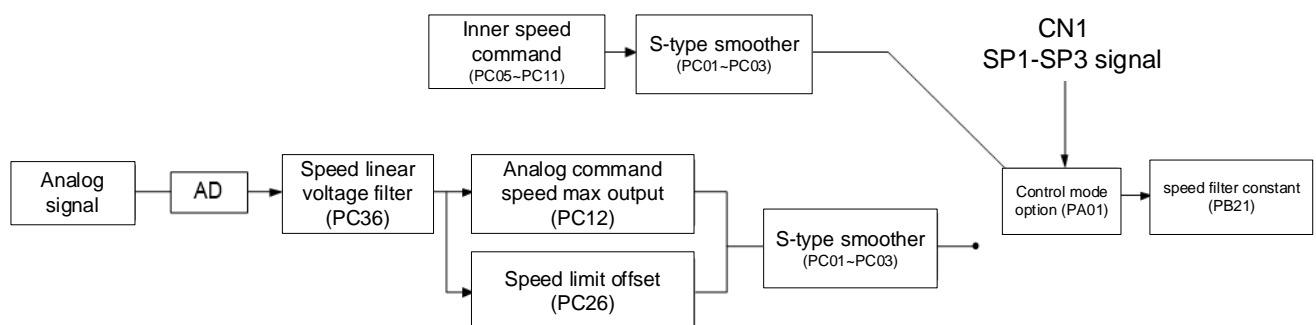 Inner speed
command
(PC05~PC11)
S-type smoother
(PC01~PC03)
CN1
SP1-SP3 signal
Analog
signal
AD
Speed linear
voltage filter
(PC36)
Analog command
speed max output
(PC12)
Speed limit offset
(PC26)
S-type smoother
(PC01~PC03)
Control mode
option (PA01)
speed filter constant
(PB21)